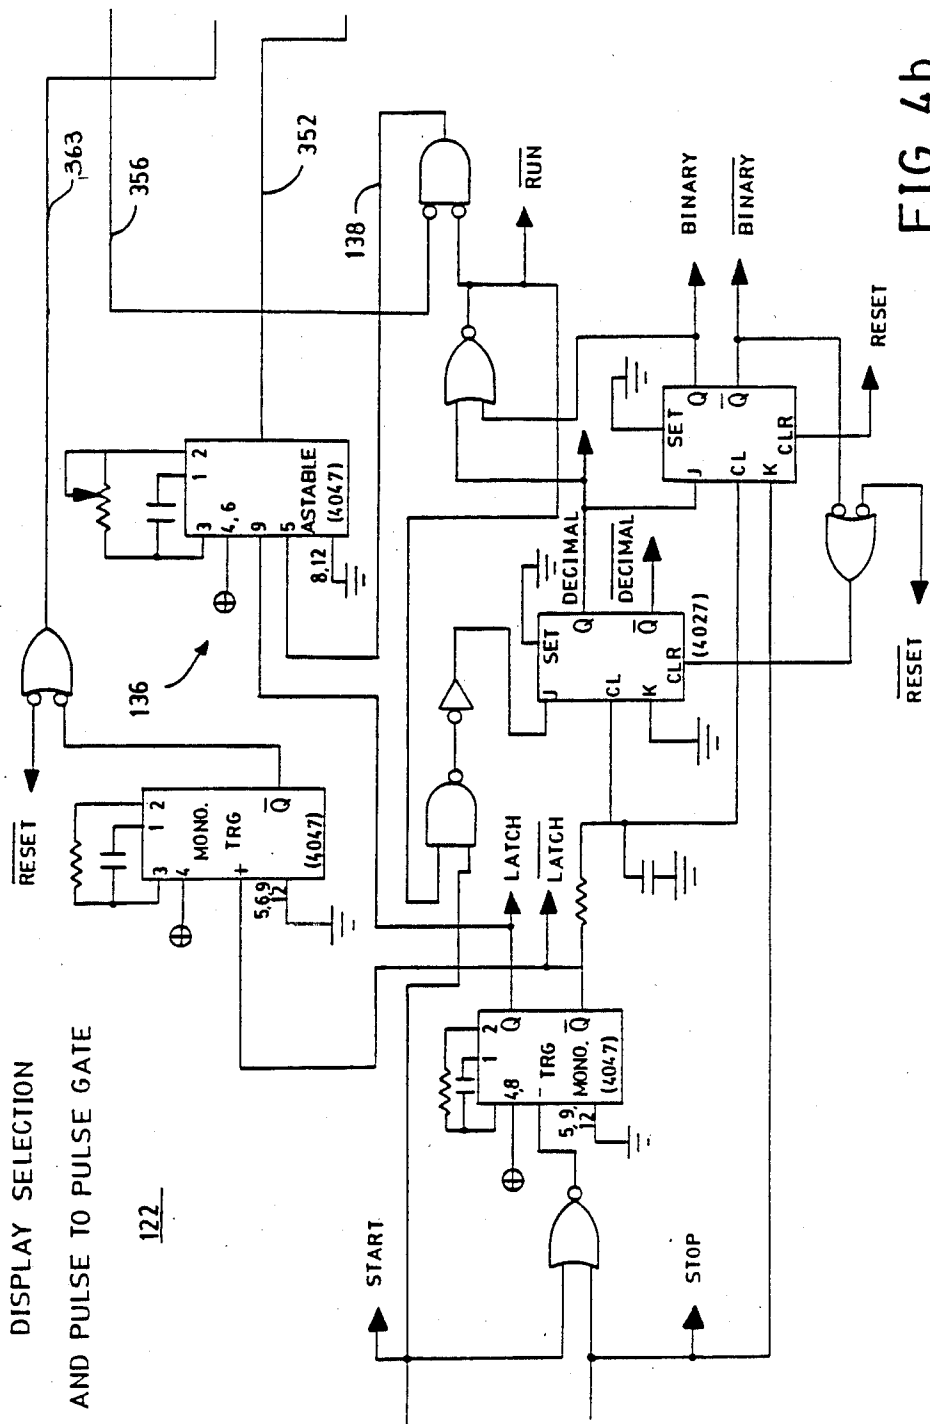 DISPLAY SELECTION
AND PULSE TO PULSE GATE
122
RESET
363
356
352
138
136
3
4
MONO.
TRG
+
5,6,9
12
1 2
Q
(4047)
3
4,6
9
5
8,12
1 2
ASTABLE
(4047)
RUN
START
STOP
4,8
- TRG
MONO.
5,9,
12
1 2
Q
Q
(4047)
LATCH
LATCH
J
SET
CL
K
CLR
Q
Q
(4027)
DECIMAL
DECIMAL
J
SET
CL
K
CLR
Q
Q
BINARY
BINARY
RESET
RESET
FIG 4b